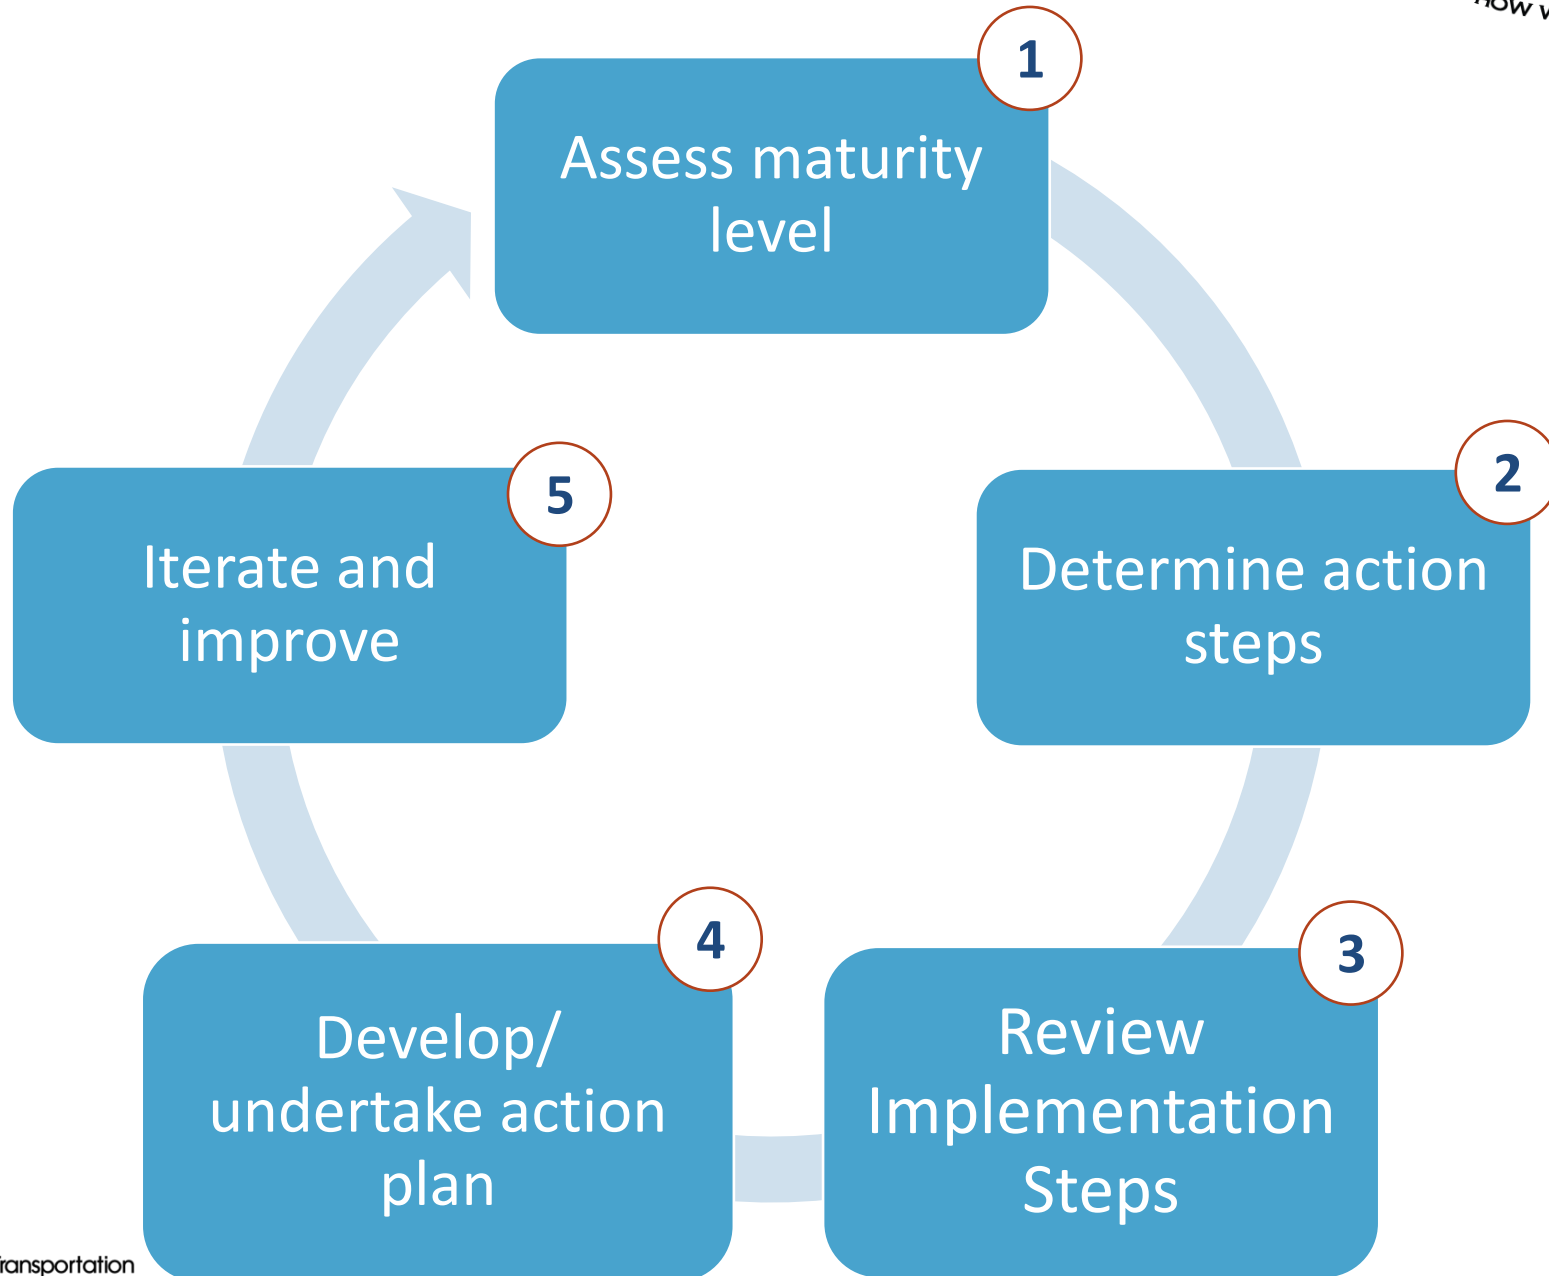 1
Assess maturity
level
2
Determine action
steps
3
Review
Implementation
Steps
4
Develop/
undertake action
plan
5
Iterate and
improve